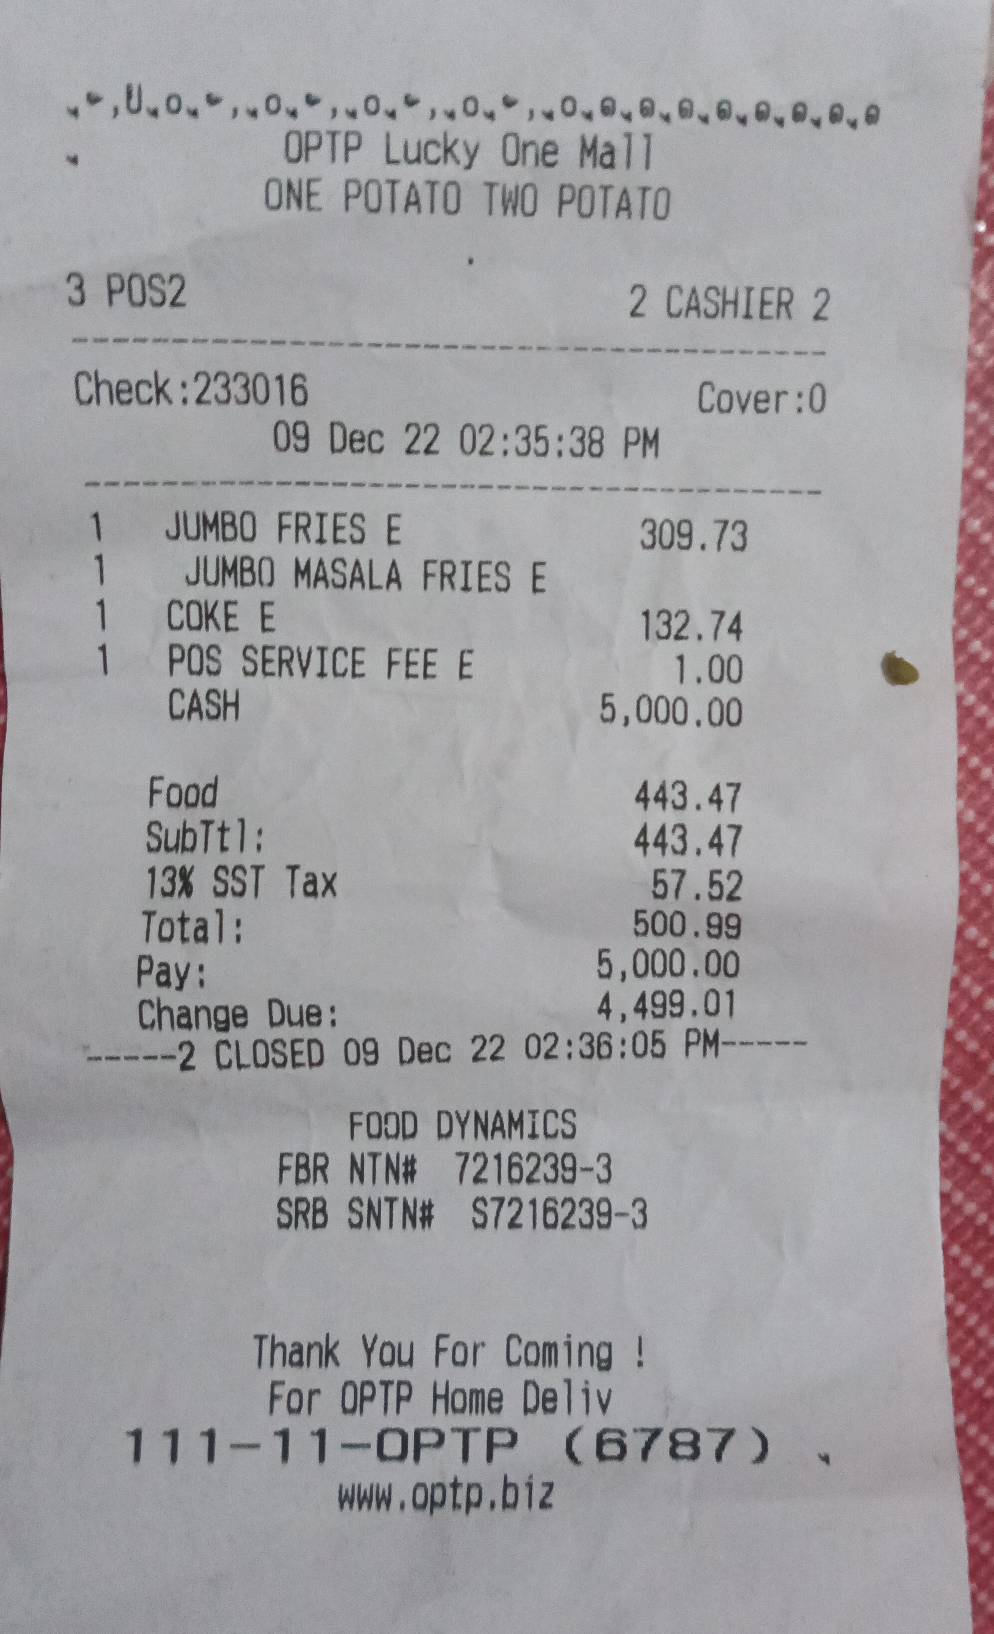 OPTP Lucky One Mall
ONE POTATO TWO POTATO
3 POS2 2 CASHIER 2
Check:233016 Cover:0
09 Dec 22 02:35:38 PM
1 JUMBO FRIES E 309.73
1 JUMBO MASALA FRIES E
1 COKE E 132.74
1 POS SERVICE FEE E 1.00
CASH 5,000.00
Food 443.47
SubTtl: 443.47
13% SST Tax 57.52
Total: 500.99
Pay: 5,000.00
Change Due: 4,499.01
-----2 CLOSED 09 Dec 22 02:36:05 PM-----
FOOD DYNAMICS
FBR NTN# 7216239-3
SRB SNTN# S7216239-3
Thank You For Coming !
For OPTP Home Deliv
111-11-OPTP (6787)
www.optp.biz